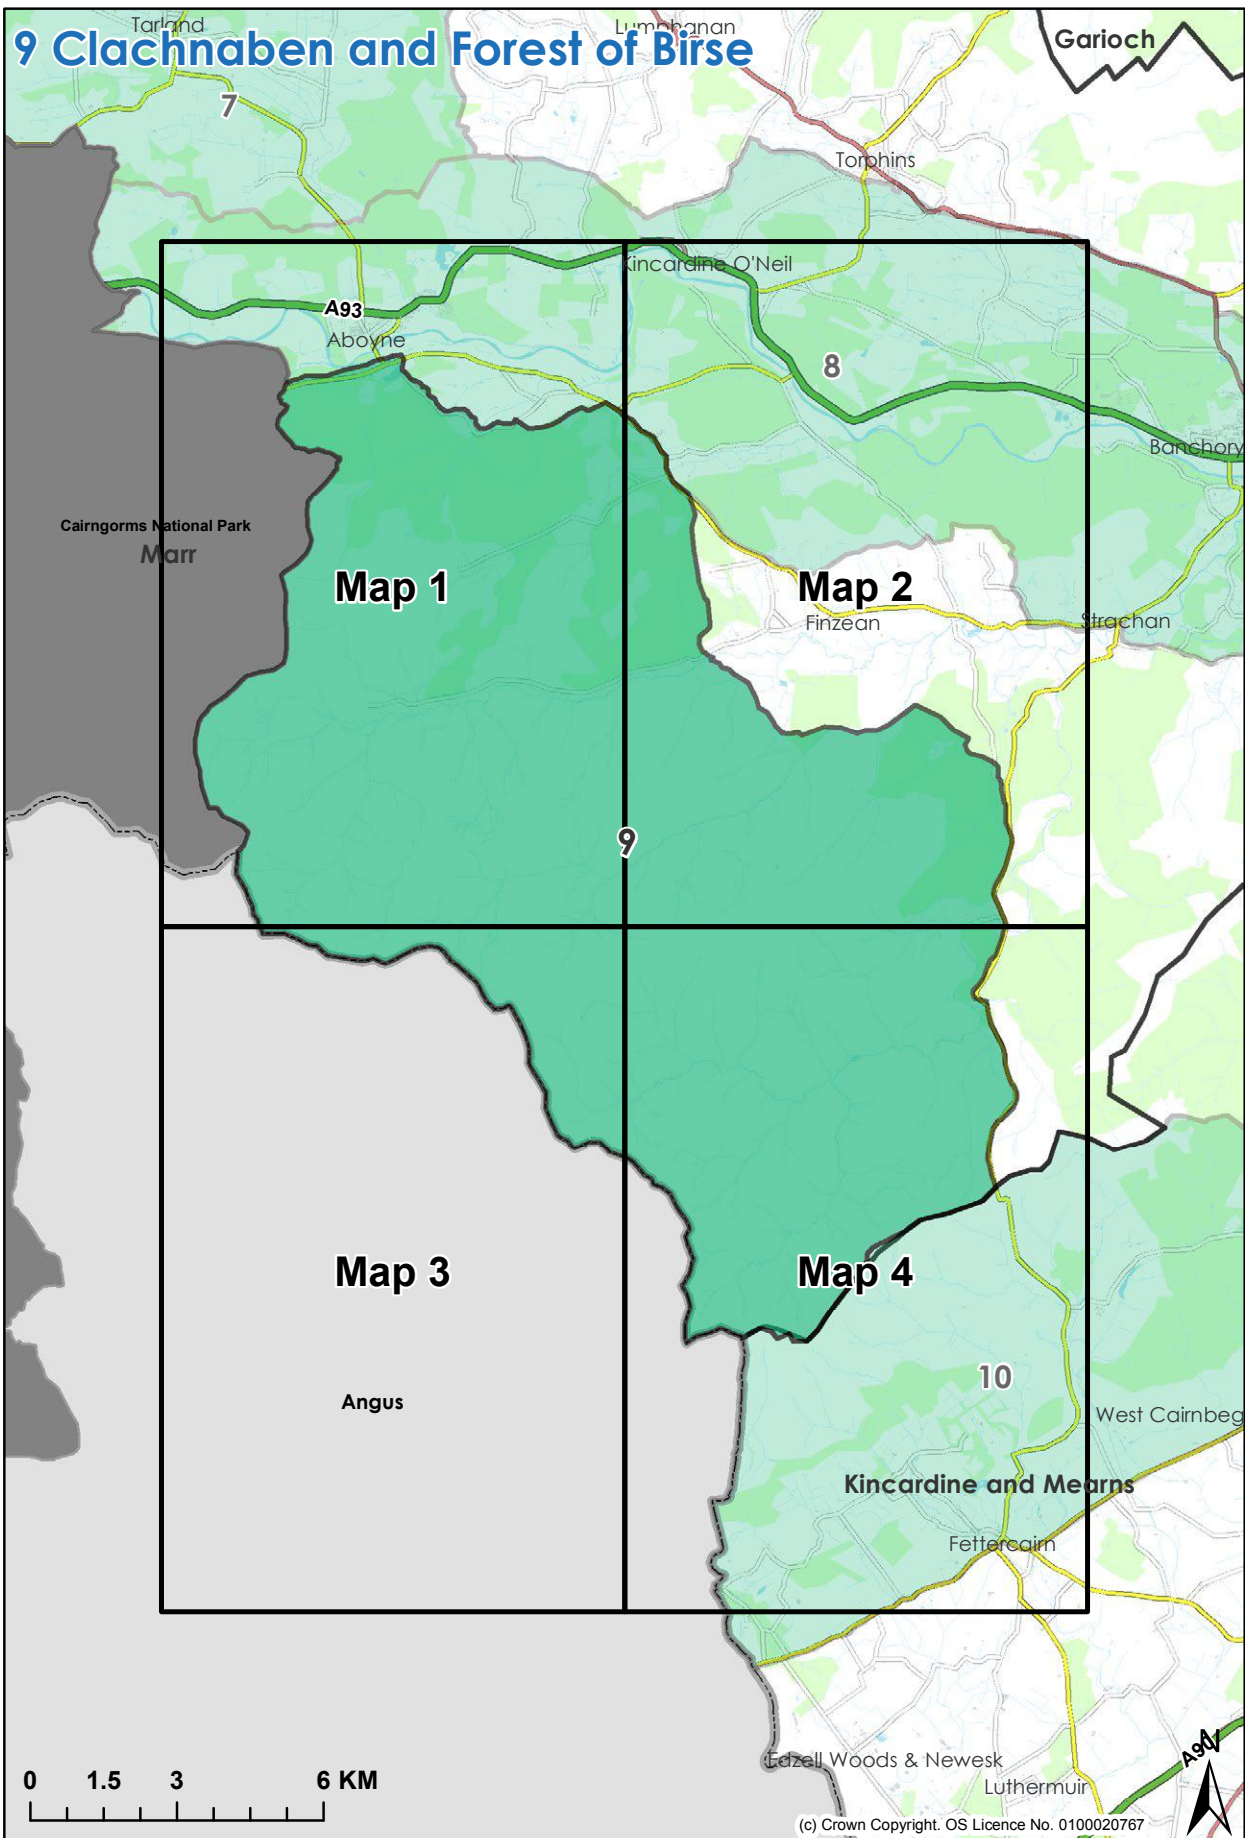 Tarland
Lumphanan
9 Clachnaben and Forest of Birse
Garioch
7
Torphins
Kincardine O'Neil
A93
Aboyne
8
Banchory
Cairngorms National Park
Marr
Map 1
Map 2
Finzean
Strachan
9
Map 3
Map 4
10
Angus
West Cairnbeg
Kincardine and Mearns
Fettercairn
Edzell Woods & Newesk
A90
N
Luthermuir
0 1.5 3 6 KM
(c) Crown Copyright. OS Licence No. 0100020767